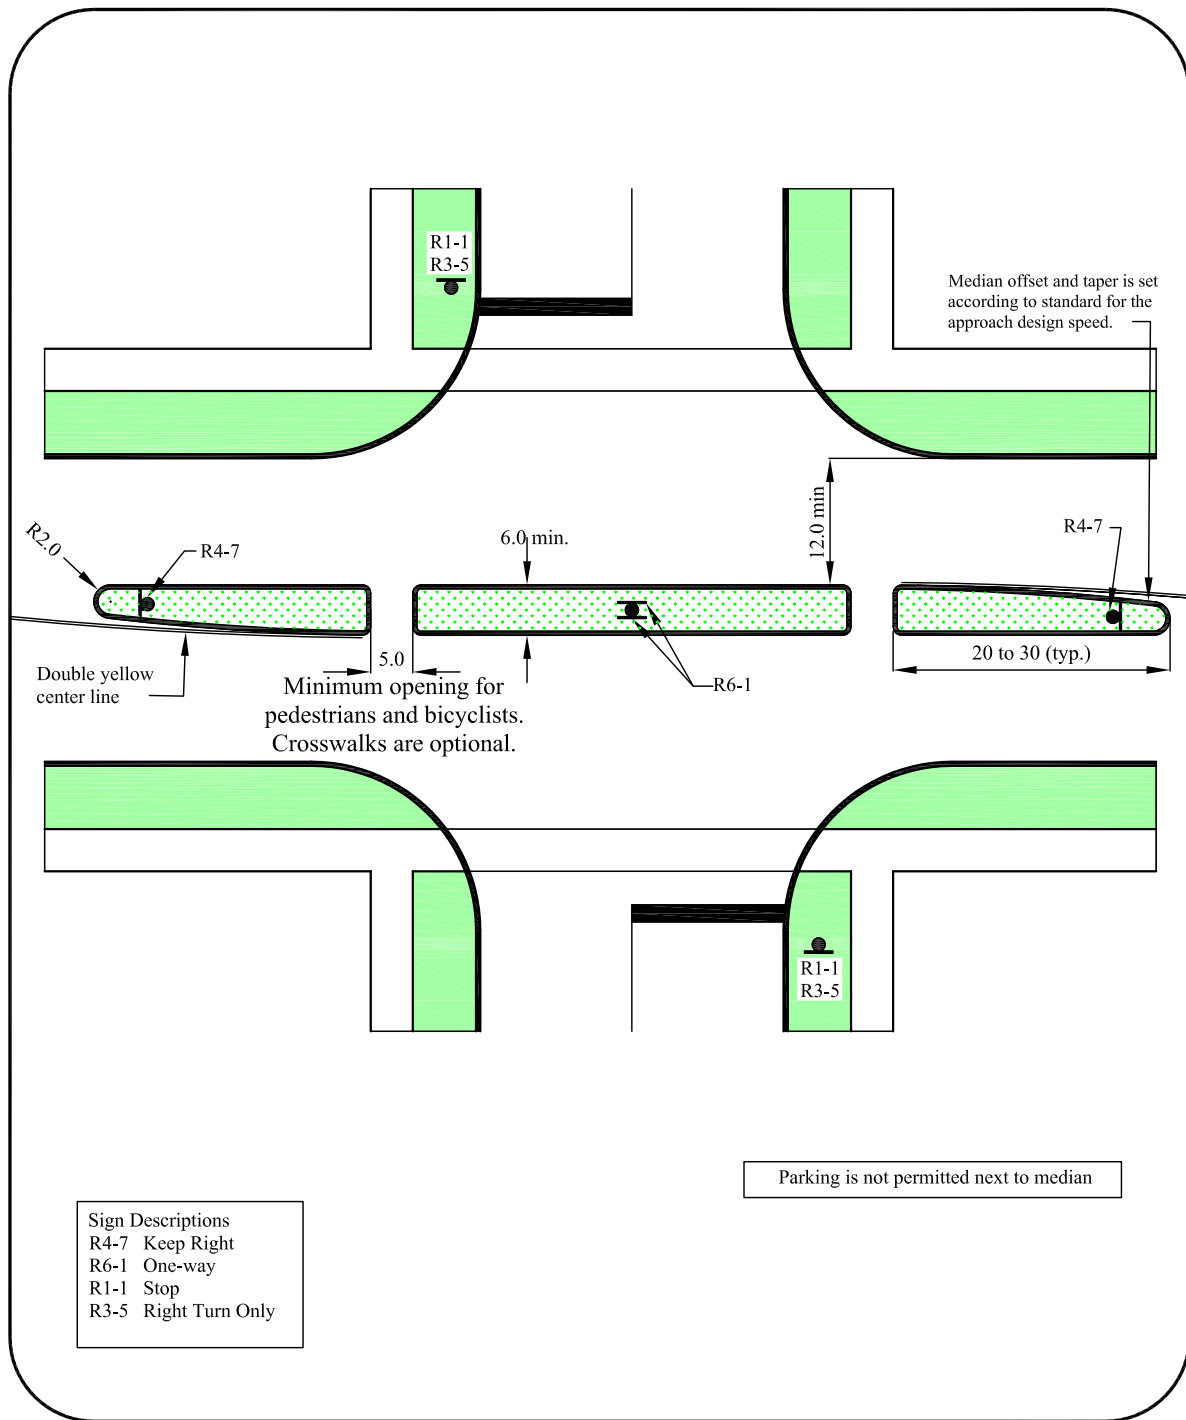 R1-1
R3-5
Median offset and taper is set
according to standard for the
approach design speed.
12.0 min
R2.0
R4-7
6.0 min.
R4-7
5.0
R6-1
20 to 30 (typ.)
Double yellow
center line
Minimum opening for
pedestrians and bicyclists.
Crosswalks are optional.
R1-1
R3-5
Parking is not permitted next to median
Sign Descriptions
R4-7 Keep Right
R6-1 One-way
R1-1 Stop
R3-5 Right Turn Only